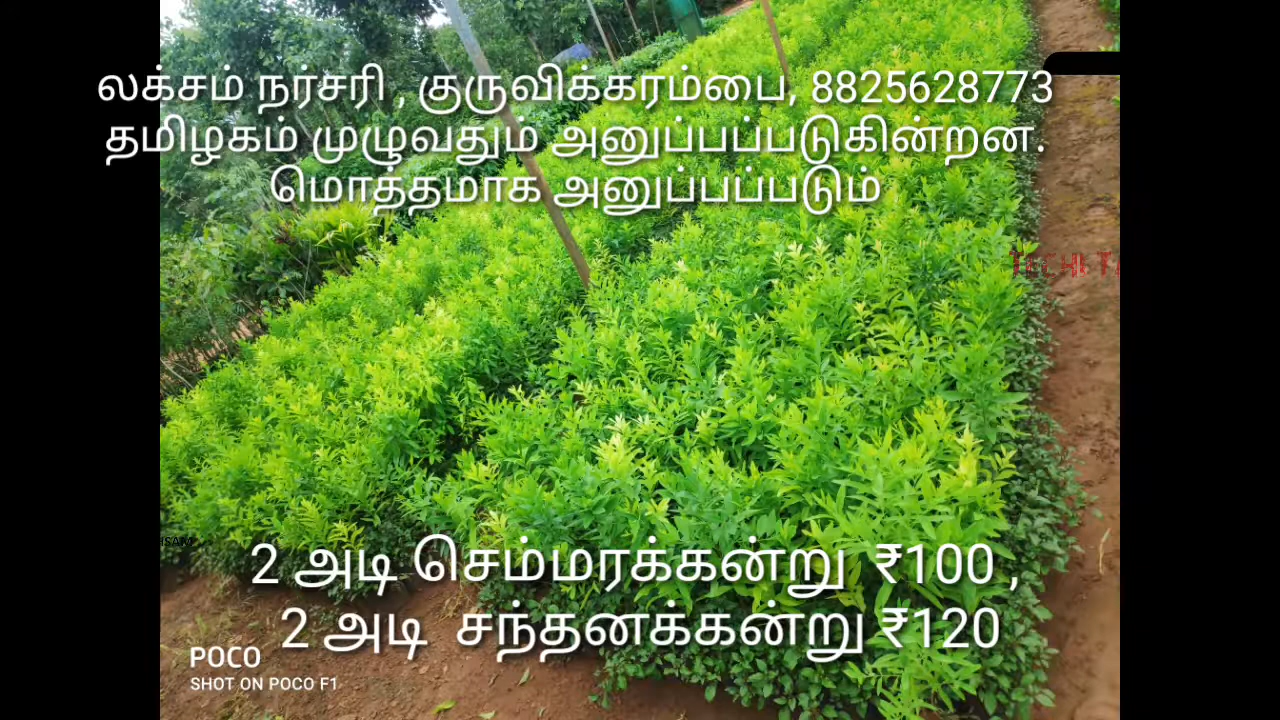 லக்சம் நர்சரி , குருவிக்கரம்பை, 8825628773
தமிழகம் முழுவதும் அனுப்பப்படுகின்றன.
மொத்தமாக அனுப்பப்படும்
2 அடி செம்மரக்கன்று ₹100 ,
2 அடி சந்தனக்கன்று ₹120
POCO
SHOT ON POCO F1